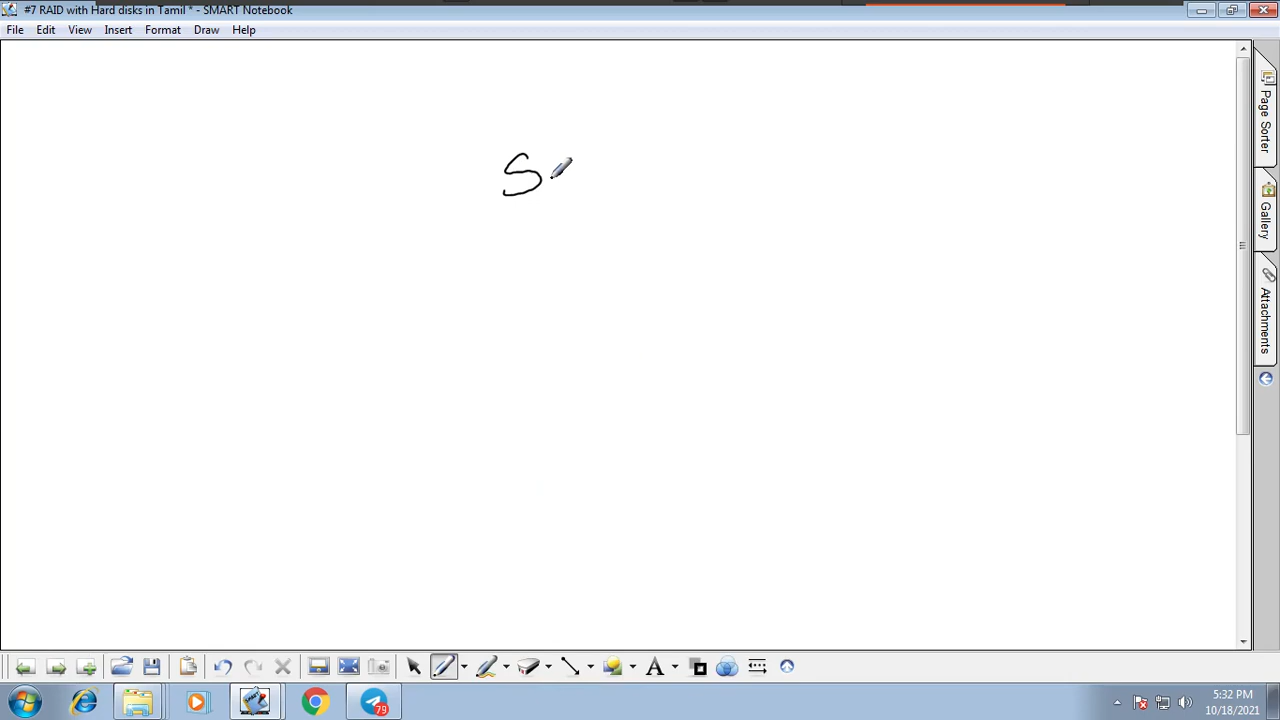 #7 RAID with Hard disks in Tamil * - SMART Notebook
File Edit View Insert Format Draw Help
S
Page Sorter
Gallery
Attachments
A
79
5:32 PM
10/18/2021